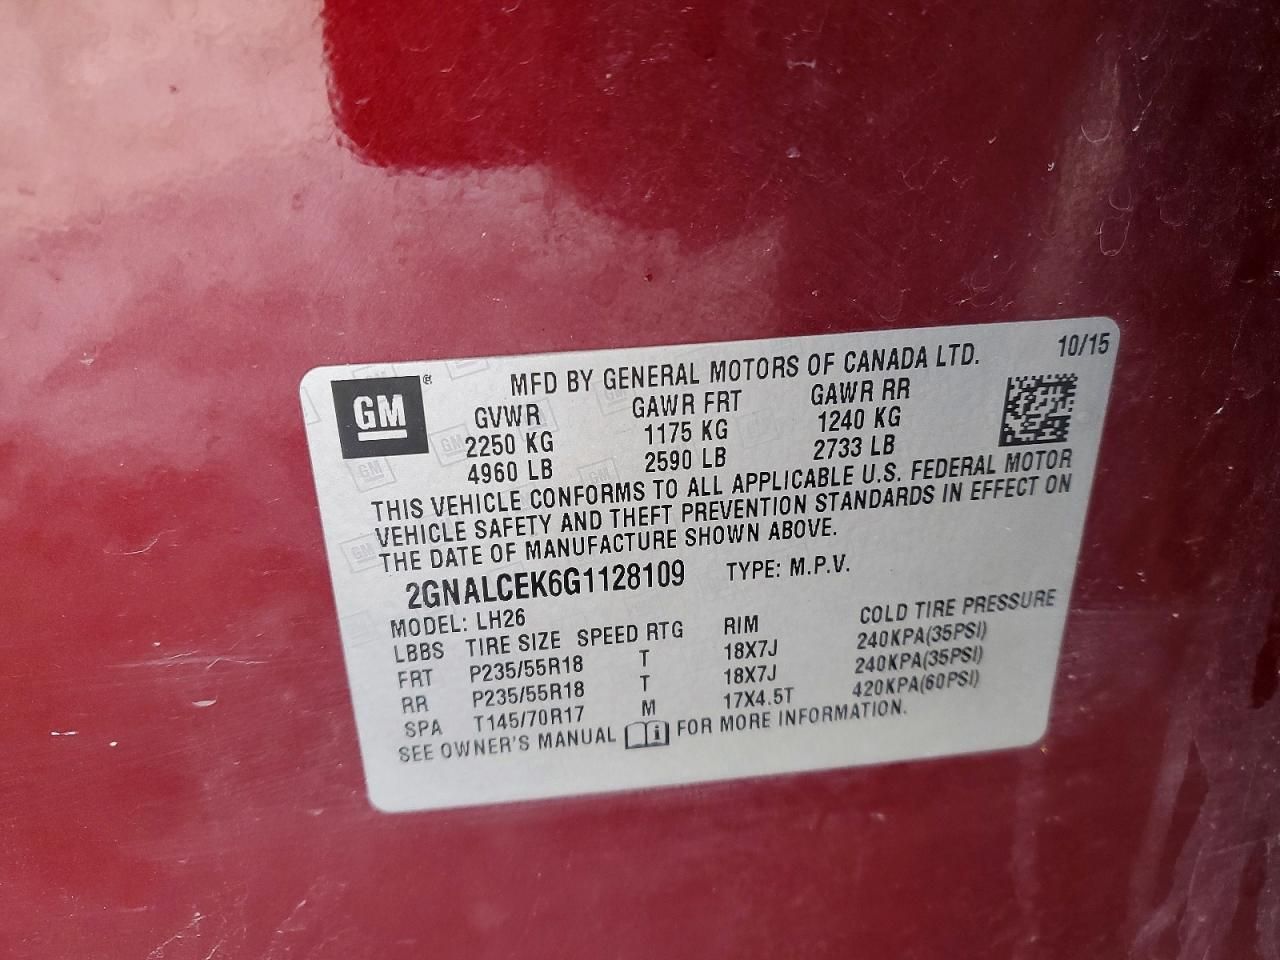 GM®
MFD BY GENERAL MOTORS OF CANADA LTD. 10/15
GVWR GAWR FRT GAWR RR
2250 KG 1175 KG 1240 KG
4960 LB 2590 LB 2733 LB
THIS VEHICLE CONFORMS TO ALL APPLICABLE U.S. FEDERAL MOTOR
VEHICLE SAFETY AND THEFT PREVENTION STANDARDS IN EFFECT ON
THE DATE OF MANUFACTURE SHOWN ABOVE.
2GNALCEK6G1128109 TYPE: M.P.V.
MODEL: LH26
LBBS TIRE SIZE SPEED RTG RIM COLD TIRE PRESSURE
FRT P235/55R18 T 18X7J 240KPA(35PSI)
RR P235/55R18 T 18X7J 240KPA(35PSI)
SPA T145/70R17 M 17X4.5T 420KPA(60PSI)
SEE OWNER'S MANUAL i FOR MORE INFORMATION.